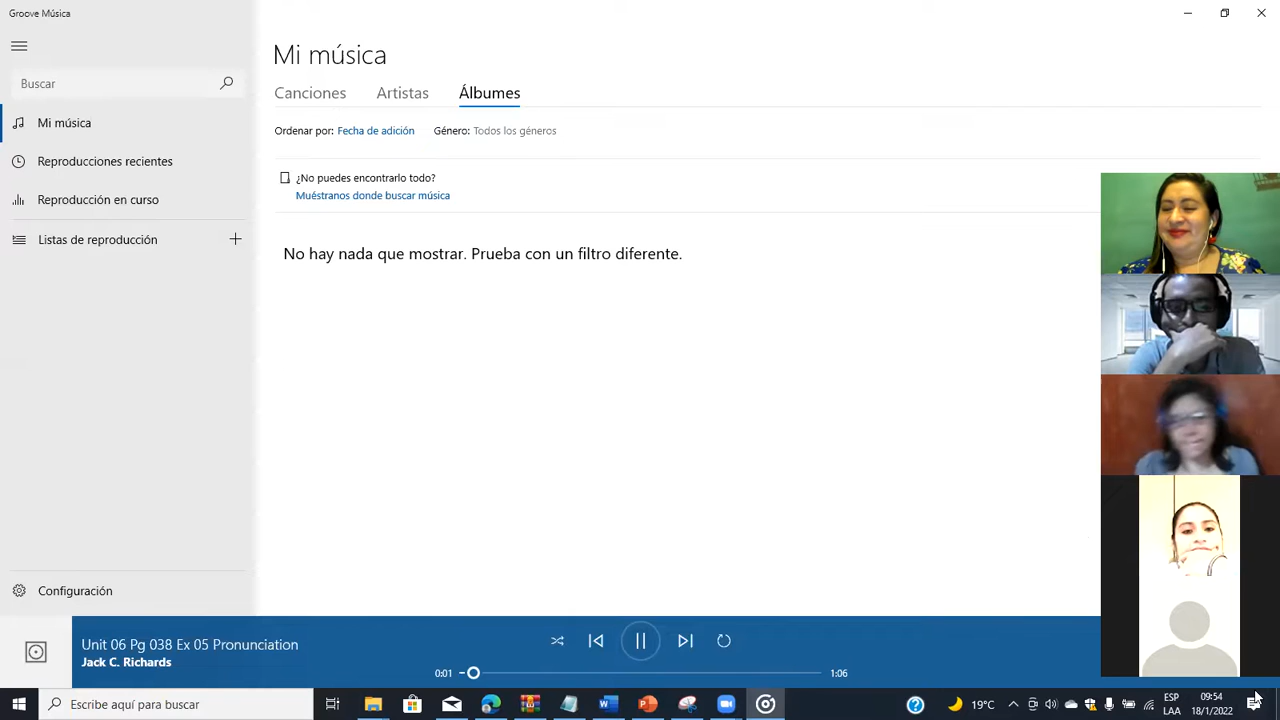 Groove Música
Mi música
Buscar
Canciones Artistas Álbumes
Mi música
Ordenar por: Fecha de adición Género: Todos los géneros
Reproducciones recientes
¿No puedes encontrarlo todo?
Muéstranos donde buscar música
Reproducción en curso
Listas de reproducción
No hay nada que mostrar. Prueba con un filtro diferente.
Configuración
Unit 06 Pg 038 Ex 05 Pronunciation
Jack C. Richards
0:01 1:06
Escribe aquí para buscar
19°C ESP 09:54
18/1/2022